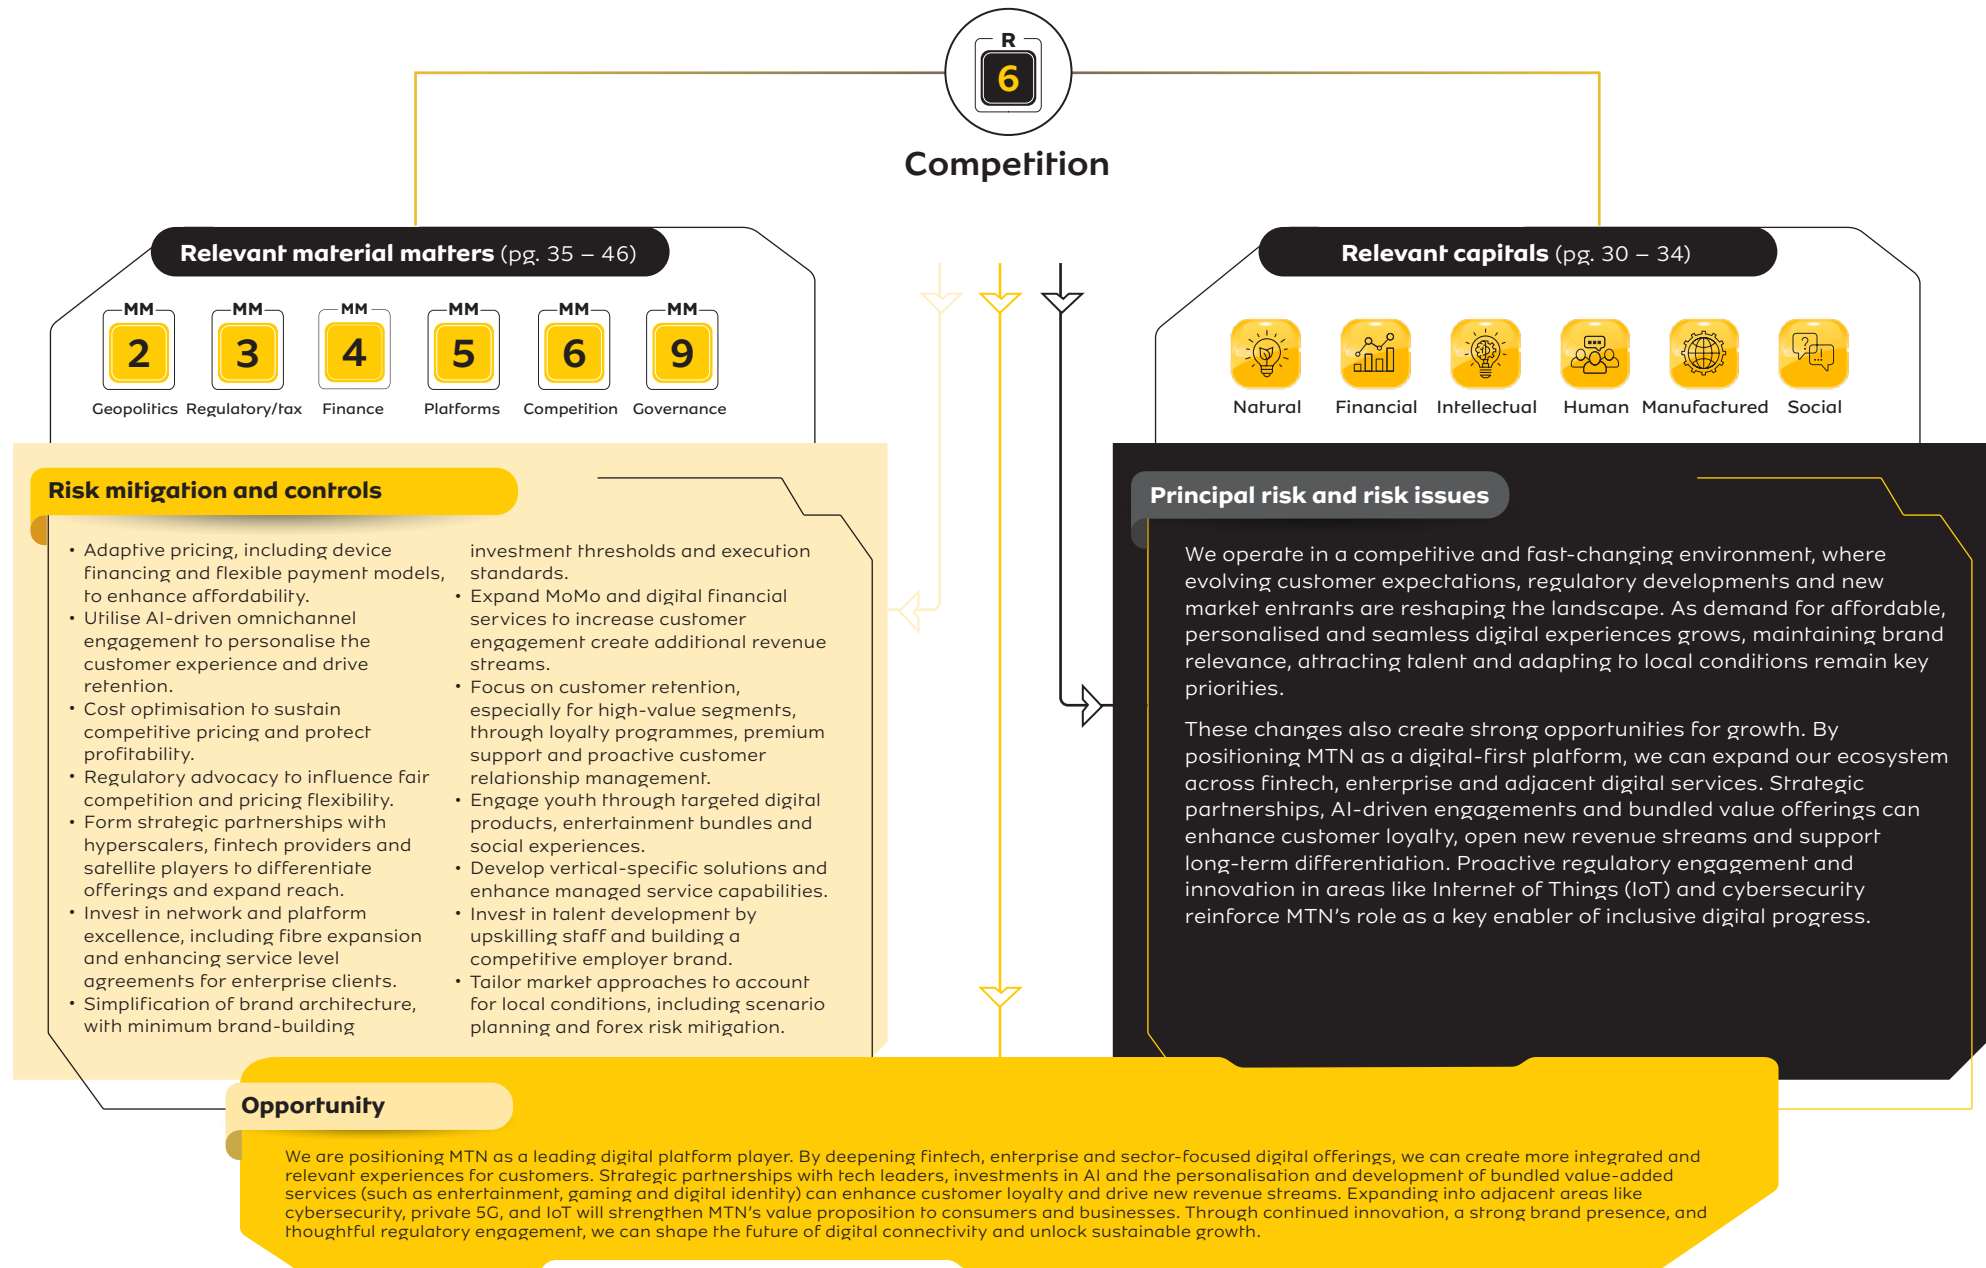 R
6
Competition
Relevant material matters (pg. 35 – 46)
MM
2
Geopolitics
MM
3
Regulatory/tax
MM
4
Finance
MM
5
Platforms
MM
6
Competition
MM
9
Governance
Relevant capitals (pg. 30 – 34)
Natural
Financial
Intellectual
Human
Manufactured
Social
Risk mitigation and controls
• Adaptive pricing, including device
financing and flexible payment models,
to enhance affordability.
• Utilise AI-driven omnichannel
engagement to personalise the
customer experience and drive
retention.
• Cost optimisation to sustain
competitive pricing and protect
profitability.
• Regulatory advocacy to influence fair
competition and pricing flexibility.
• Form strategic partnerships with
hyperscalers, fintech providers and
satellite players to differentiate
offerings and expand reach.
• Invest in network and platform
excellence, including fibre expansion
and enhancing service level
agreements for enterprise clients.
• Simplification of brand architecture,
with minimum brand-building
investment thresholds and execution
standards.
• Expand MoMo and digital financial
services to increase customer
engagement create additional revenue
streams.
• Focus on customer retention,
especially for high-value segments,
through loyalty programmes, premium
support and proactive customer
relationship management.
• Engage youth through targeted digital
products, entertainment bundles and
social experiences.
• Develop vertical-specific solutions and
enhance managed service capabilities.
• Invest in talent development by
upskilling staff and building a
competitive employer brand.
• Tailor market approaches to account
for local conditions, including scenario
planning and forex risk mitigation.
Principal risk and risk issues
We operate in a competitive and fast-changing environment, where
evolving customer expectations, regulatory developments and new
market entrants are reshaping the landscape. As demand for affordable,
personalised and seamless digital experiences grows, maintaining brand
relevance, attracting talent and adapting to local conditions remain key
priorities.
These changes also create strong opportunities for growth. By
positioning MTN as a digital-first platform, we can expand our ecosystem
across fintech, enterprise and adjacent digital services. Strategic
partnerships, AI-driven engagements and bundled value offerings can
enhance customer loyalty, open new revenue streams and support
long-term differentiation. Proactive regulatory engagement and
innovation in areas like Internet of Things (IoT) and cybersecurity
reinforce MTN's role as a key enabler of inclusive digital progress.
Opportunity
We are positioning MTN as a leading digital platform player. By deepening fintech, enterprise and sector-focused digital offerings, we can create more integrated and
relevant experiences for customers. Strategic partnerships with tech leaders, investments in AI and the personalisation and development of bundled value-added
services (such as entertainment, gaming and digital identity) can enhance customer loyalty and drive new revenue streams. Expanding into adjacent areas like
cybersecurity, private 5G, and IoT will strengthen MTN's value proposition to consumers and businesses. Through continued innovation, a strong brand presence, and
thoughtful regulatory engagement, we can shape the future of digital connectivity and unlock sustainable growth.